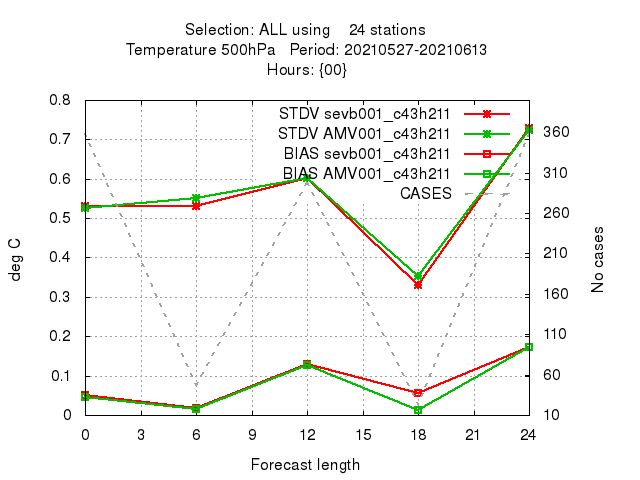 Selection: ALL using    24 stations
Temperature 500hPa   Period: 20210527-20210613
Hours: {00}
STDV sevb001_c43h211
STDV AMV001_c43h211
BIAS sevb001_c43h211
BIAS AMV001_c43h211
CASES
0.8
0.7
0.6
0.5
0.4
0.3
0.2
0.1
0
deg C
360
310
260
210
160
110
60
10
No cases
0 3 6 9 12 15 18 21 24
Forecast length